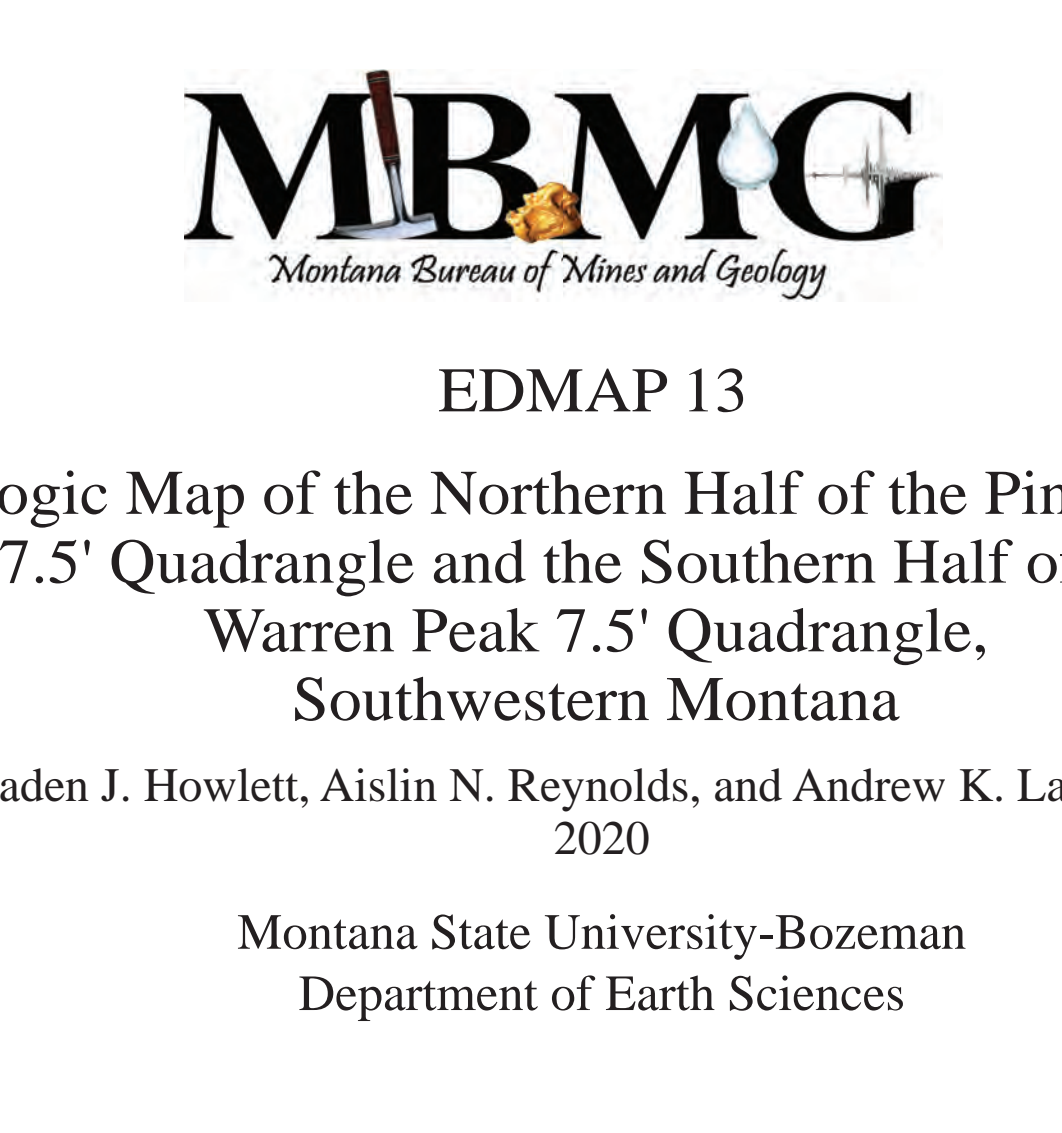 MBMG
Montana Bureau of Mines and Geology
EDMAP 13
ogic Map of the Northern Half of the Pin
7.5' Quadrangle and the Southern Half o
Warren Peak 7.5' Quadrangle,
Southwestern Montana
aden J. Howlett, Aislin N. Reynolds, and Andrew K. La
2020
Montana State University-Bozeman
Department of Earth Sciences